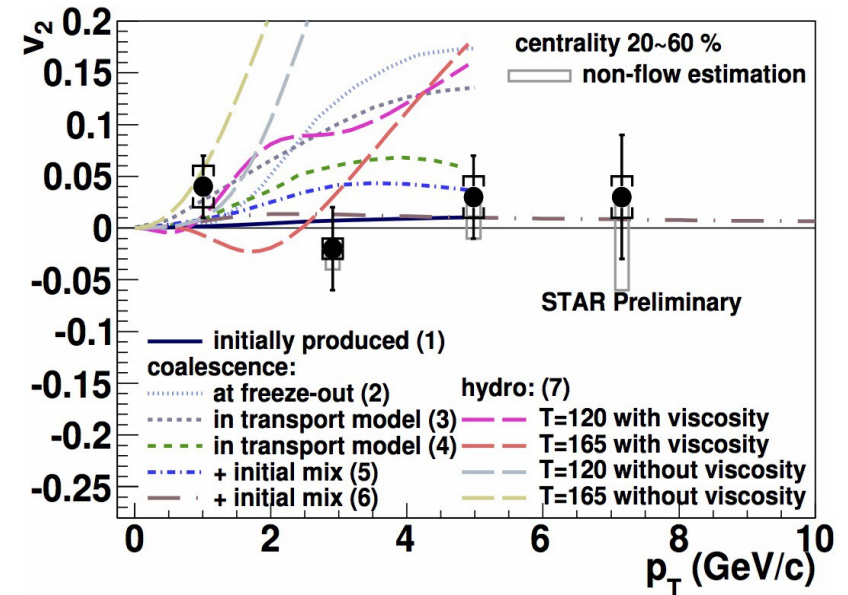 v2
0.2
0.15
0.1
0.05
0
-0.05
-0.1
-0.15
-0.2
-0.25
centrality 20~60 %
non-flow estimation
STAR Preliminary
initially produced (1)
coalescence:
at freeze-out (2)
in transport model (3)
in transport model (4)
+ initial mix (5)
+ initial mix (6)
hydro: (7)
T=120 with viscosity
T=165 with viscosity
T=120 without viscosity
T=165 without viscosity
0 2 4 6 8 10
pT (GeV/c)